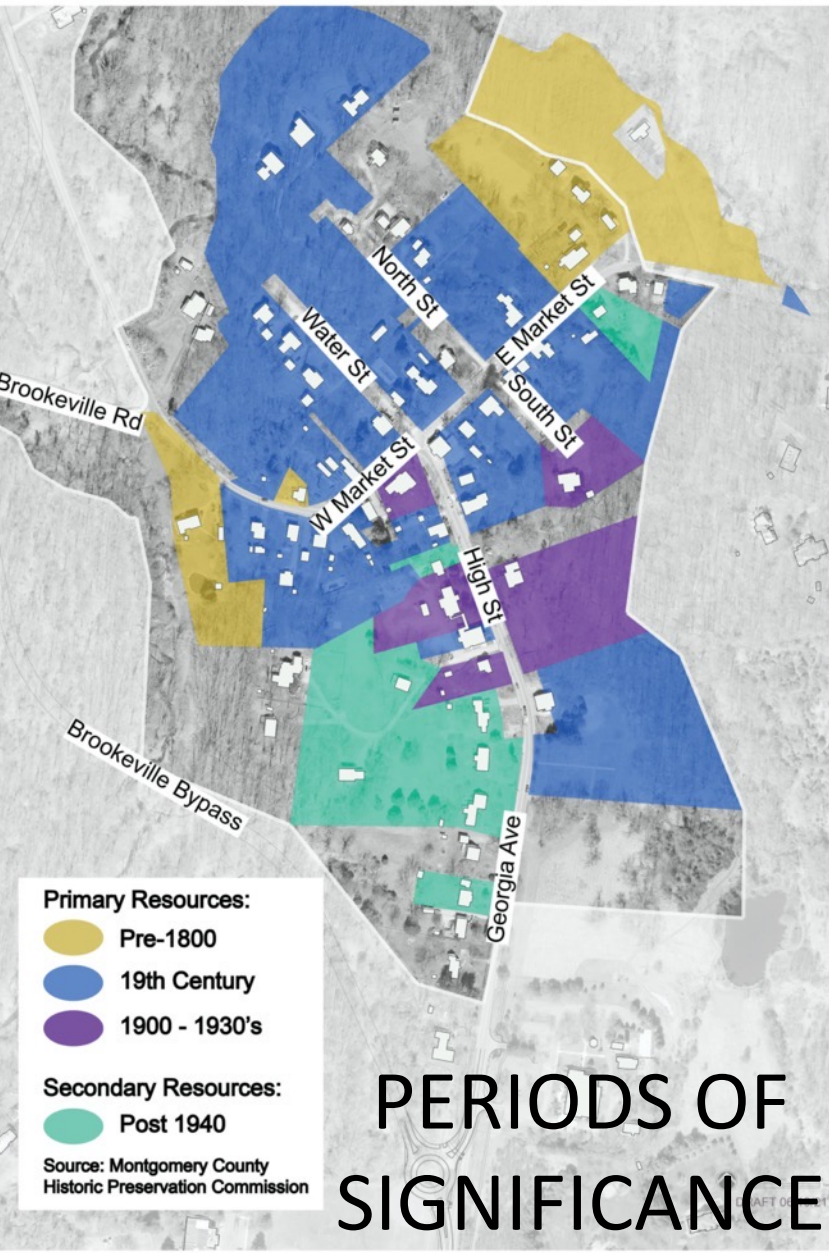 North St
Water St
E Market St
South St
Brookeville Rd
W Market St
High St
Brookeville Bypass
Georgia Ave
Primary Resources:
Pre-1800
19th Century
1900 - 1930's
Secondary Resources:
Post 1940
Source: Montgomery County
Historic Preservation Commission
PERIODS OF
SIGNIFICANCE
DRAFT